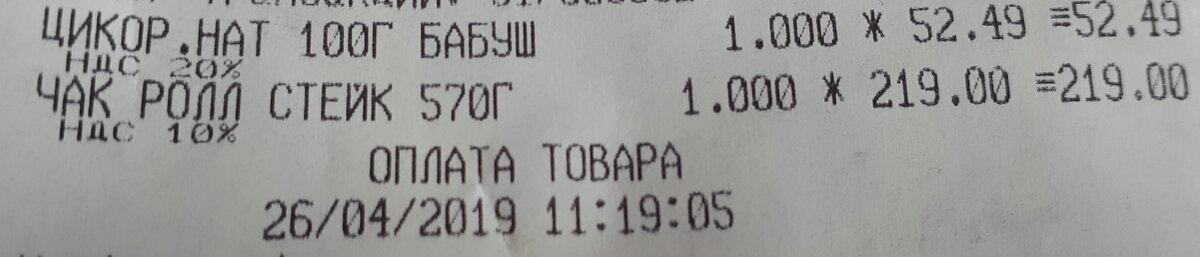 ЦИКОР.НАТ 100Г БАБУШ 1.000 * 52.49 ≡52.49
НДС 20%
ЧАК РОЛЛ СТЕЙК 570Г 1.000 * 219.00 ≡219.00
НДС 10%
ОПЛАТА ТОВАРА
26/04/2019 11:19:05